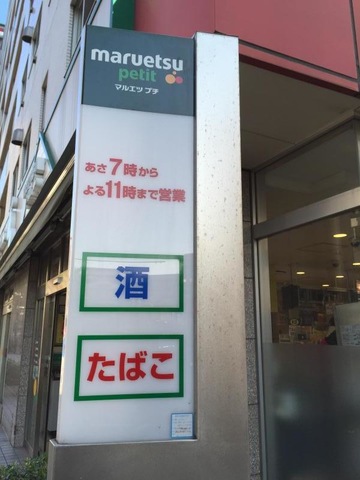 maruetsu
petit
マルエツ プチ
あさ7時から
よる11時まで営業
酒
たばこ